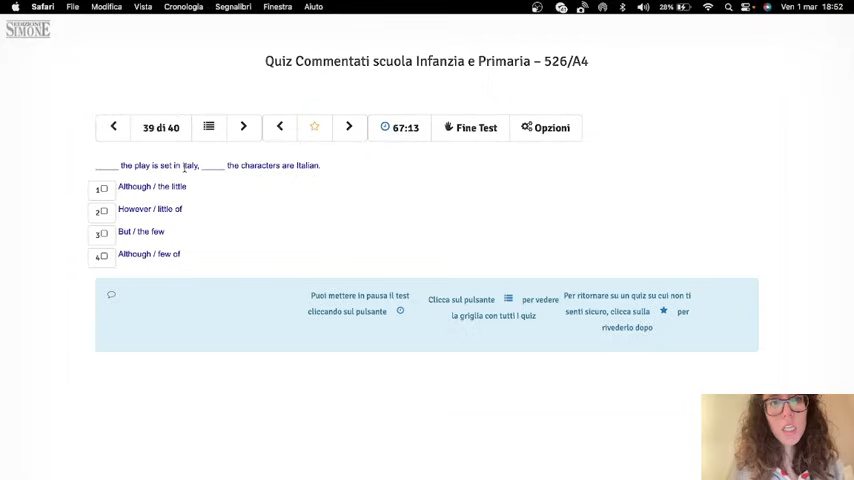 Safari File Modifica Vista Cronologia Segnalibri Finestra Aiuto 28% Ven 1 mar 18:52
EDIZIONI
SIMONE
Quiz Commentati scuola Infanzia e Primaria – 526/A4
39 di 40 67:13 Fine Test Opzioni
_____ the play is set in Italy, _____ the characters are Italian.
1 Although / the little
2 However / little of
3 But / the few
4 Although / few of
Puoi mettere in pausa il test
cliccando sul pulsante
Clicca sul pulsante per vedere
la griglia con tutti i quiz
Per ritornare su un quiz su cui non ti
senti sicuro, clicca sulla per
rivederlo dopo